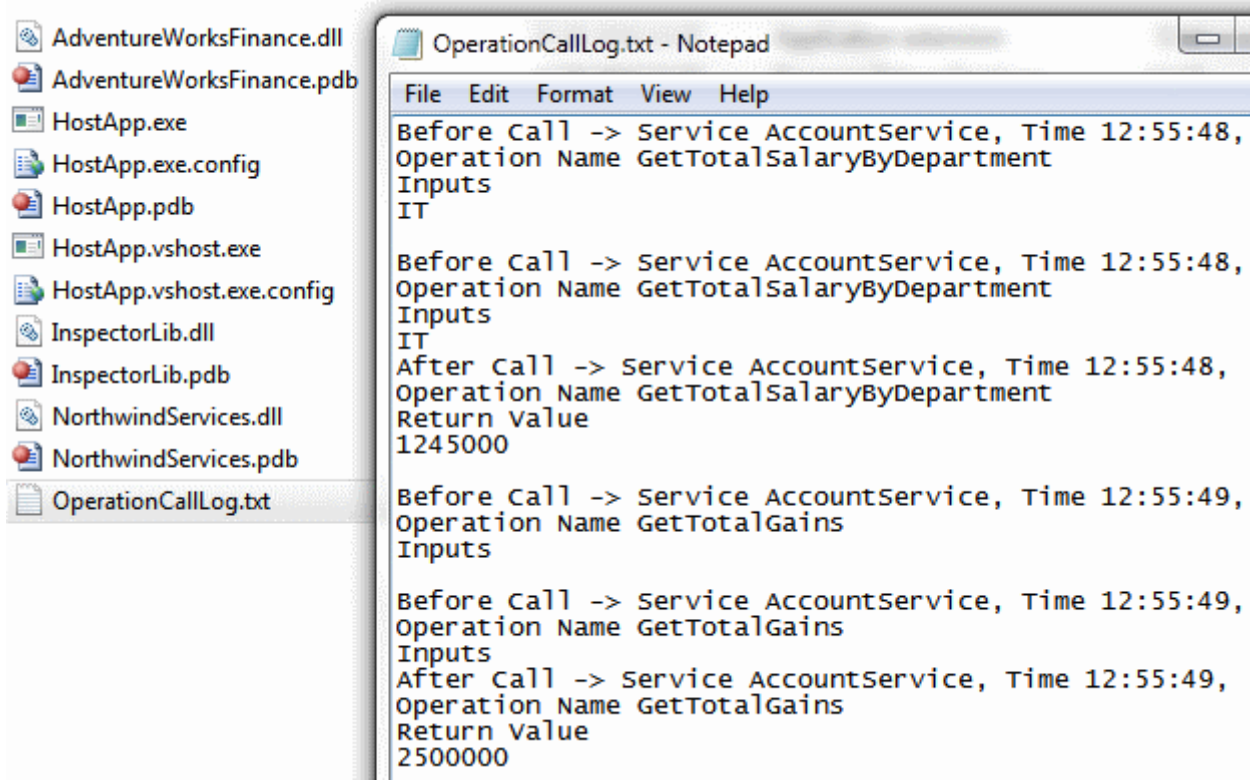 AdventureWorksFinance.dll
AdventureWorksFinance.pdb
HostApp.exe
HostApp.exe.config
HostApp.pdb
HostApp.vshost.exe
HostApp.vshost.exe.config
InspectorLib.dll
InspectorLib.pdb
NorthwindServices.dll
NorthwindServices.pdb
OperationCallLog.txt
OperationCallLog.txt - Notepad
File Edit Format View Help
Before Call -> Service AccountService, Time 12:55:48,
Operation Name GetTotalSalaryByDepartment
Inputs
IT
Before Call -> Service AccountService, Time 12:55:48,
Operation Name GetTotalSalaryByDepartment
Inputs
IT
After Call -> Service AccountService, Time 12:55:48,
Operation Name GetTotalSalaryByDepartment
Return Value
1245000
Before Call -> Service AccountService, Time 12:55:49,
Operation Name GetTotalGains
Inputs
Before Call -> Service AccountService, Time 12:55:49,
Operation Name GetTotalGains
Inputs
After Call -> Service AccountService, Time 12:55:49,
Operation Name GetTotalGains
Return Value
2500000